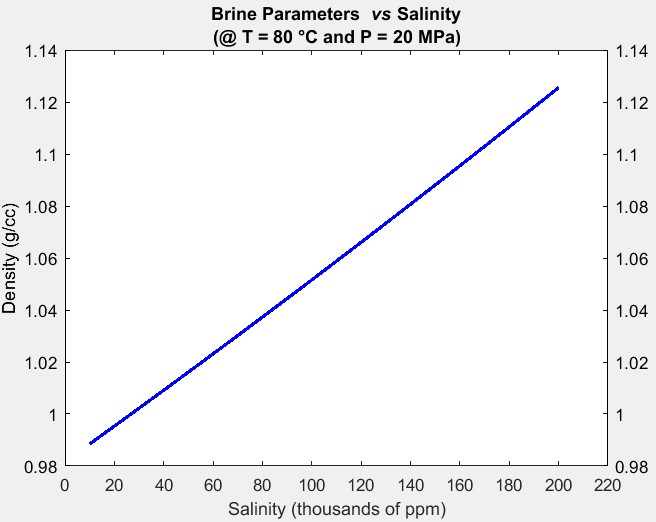 Brine Parameters vs Salinity
(@ T = 80 °C and P = 20 MPa)
1.14 1.14
1.12 1.12
1.1 1.1
1.08 1.08
1.06 1.06
1.04 1.04
1.02 1.02
1 1
0.98 0.98
Density (g/cc)
0 20 40 60 80 100 120 140 160 180 200 220
Salinity (thousands of ppm)